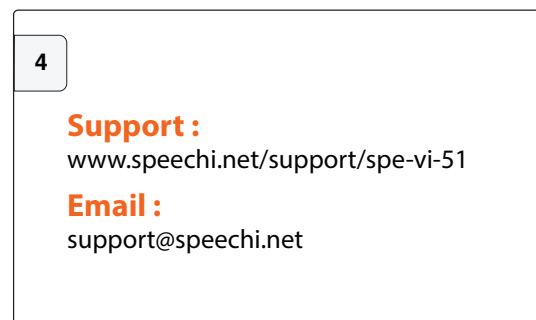 4
Support :
www.speechi.net/support/spe-vi-51
Email :
support@speechi.net